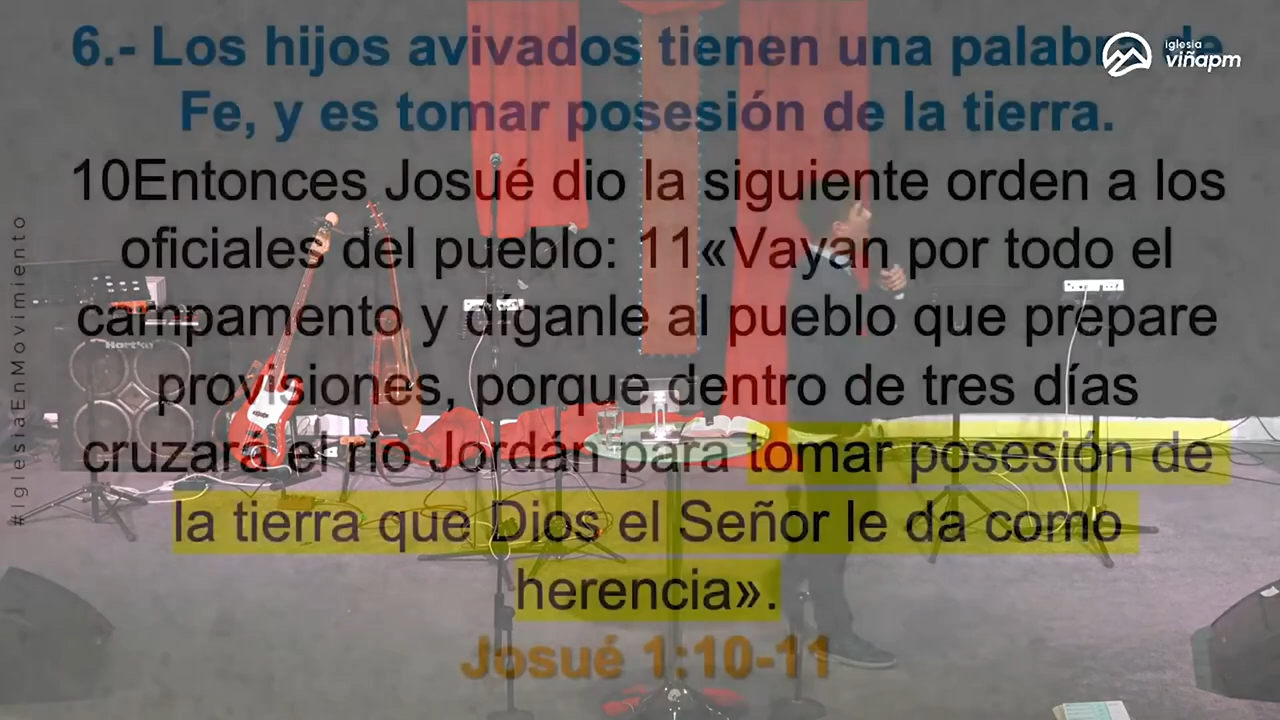 6.- Los hijos avivados tienen una palabra de
Fe, y es tomar posesión de la tierra.
10Entonces Josué dio la siguiente orden a los
oficiales del pueblo: 11«Vayan por todo el
campamento y díganle al pueblo que prepare
provisiones, porque dentro de tres días
cruzará el río Jordán para tomar posesión de
la tierra que Dios el Señor le da como
herencia».
Josué 1:10-11
iglesia
viñapm
#IglesiaEnMovimiento
Hartke